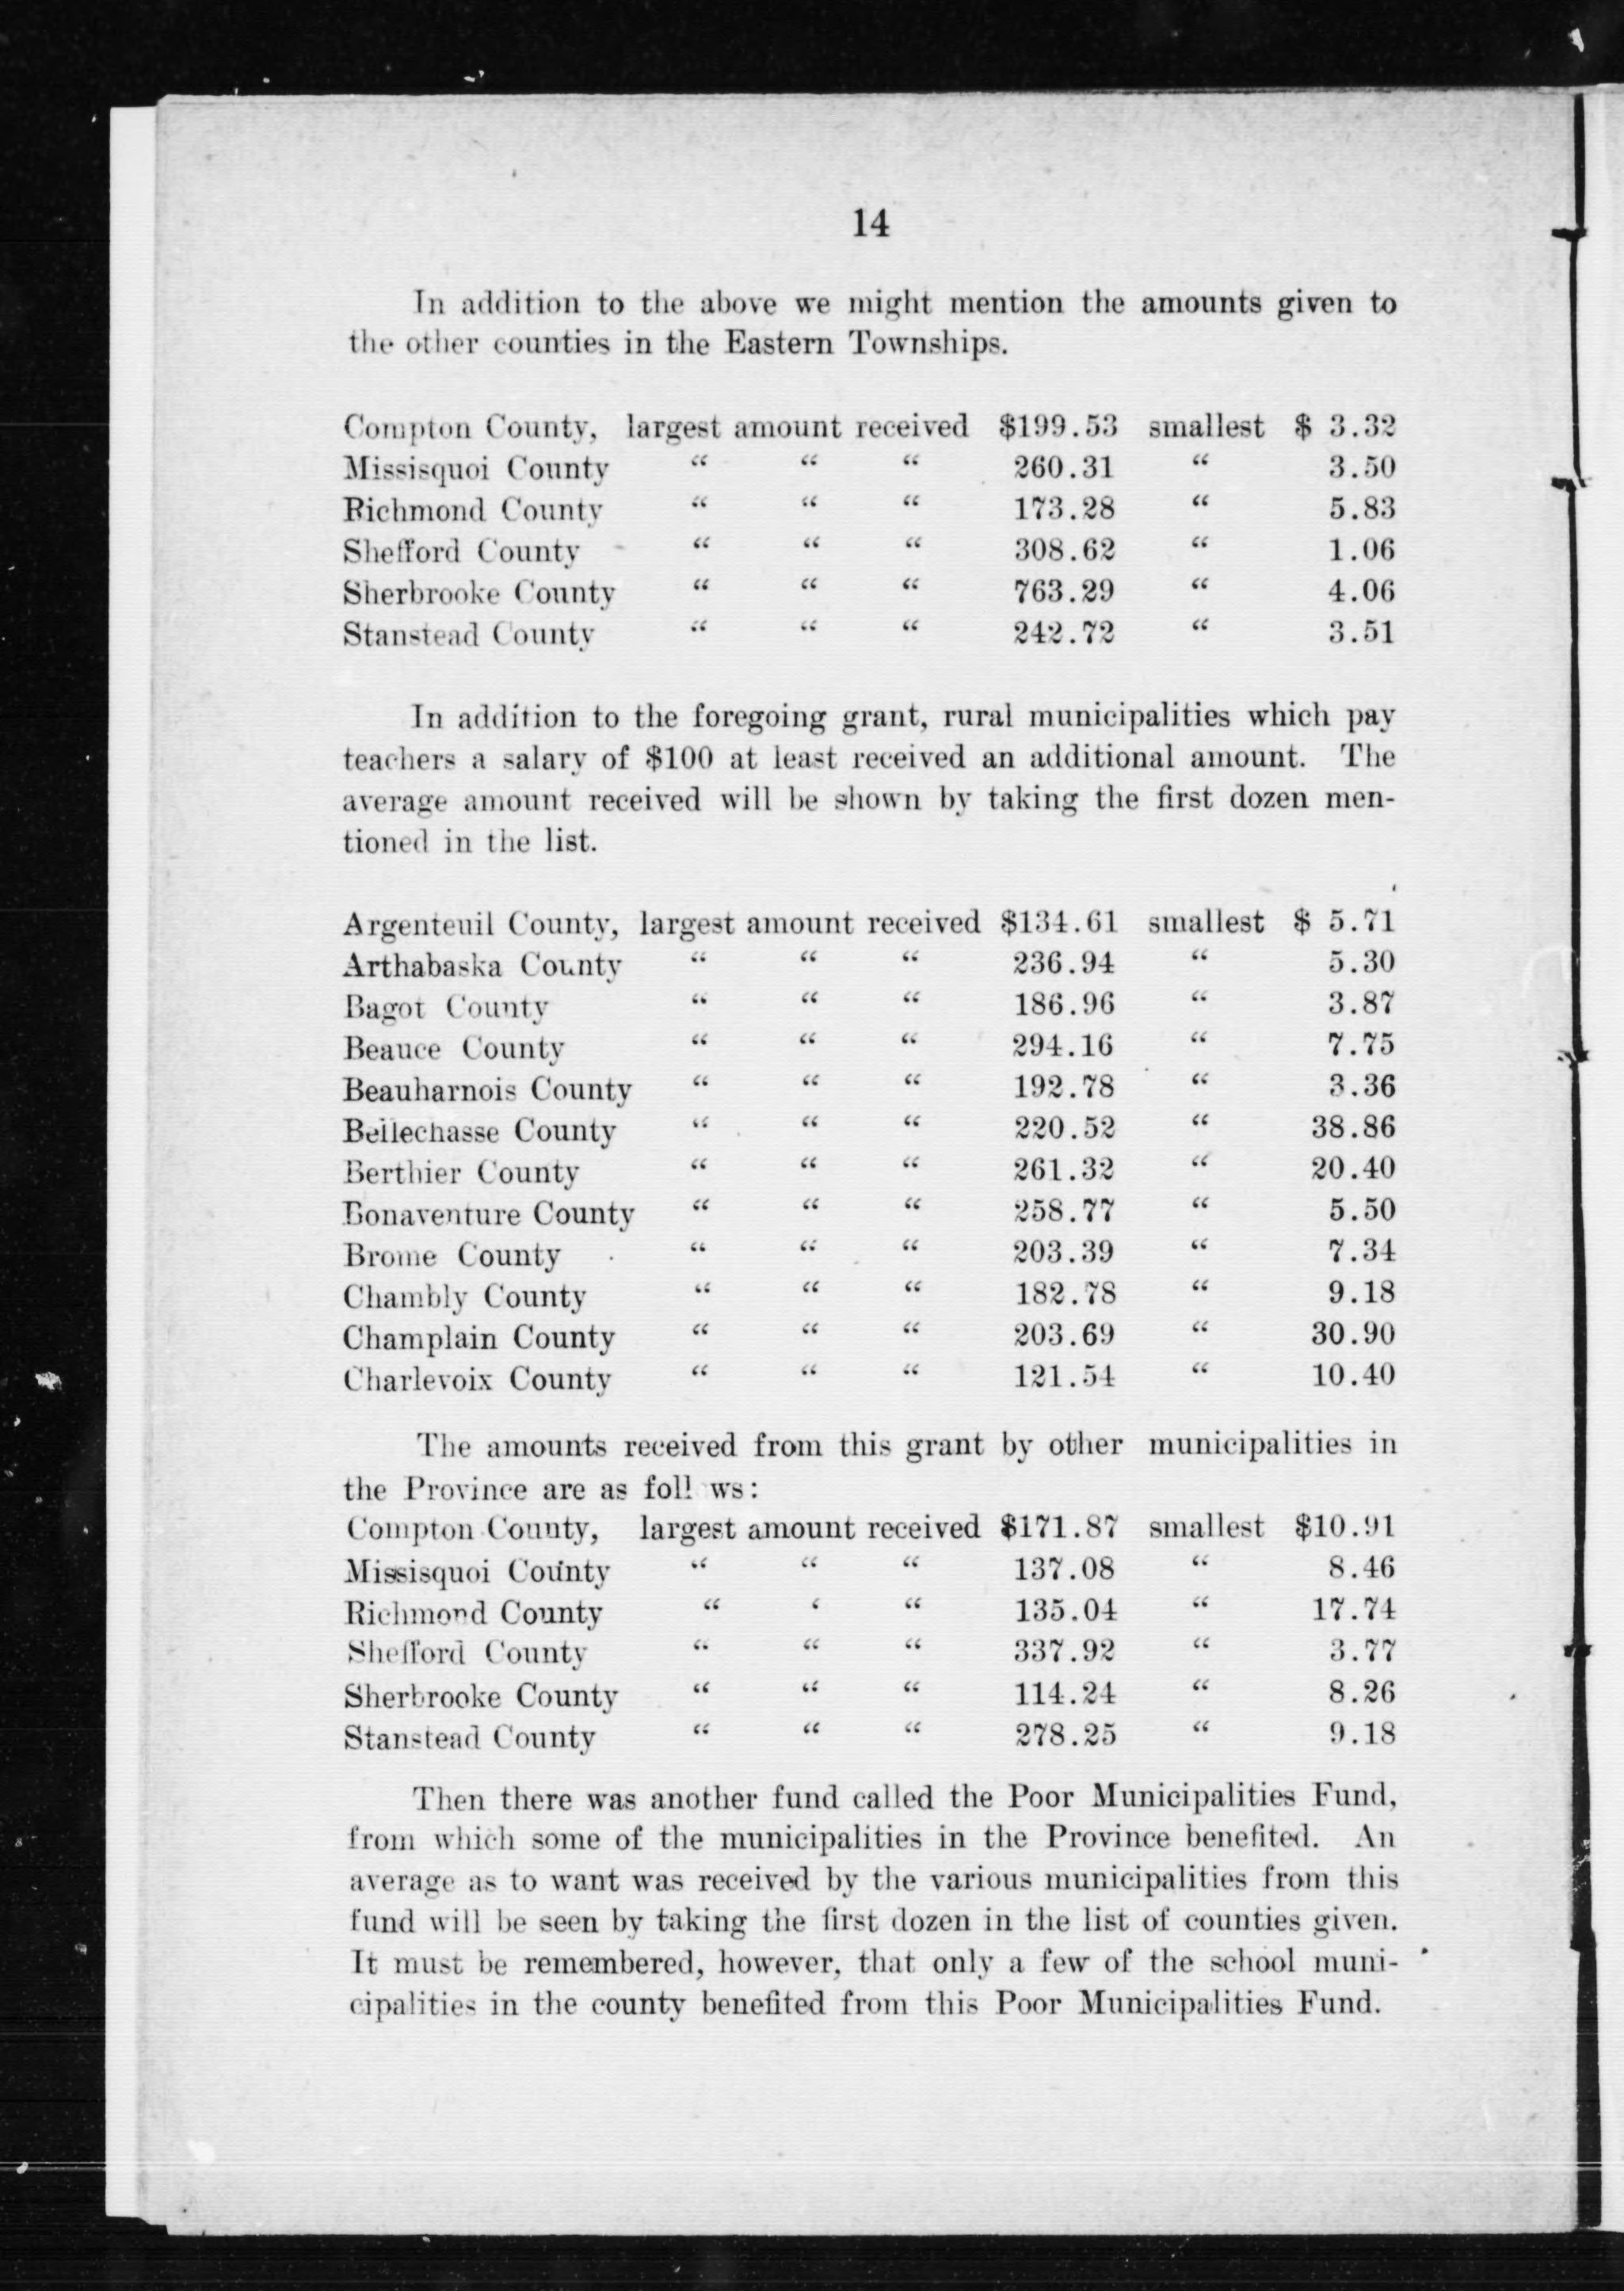 14
In addition to the above we might mention the amounts given to
the other counties in the Eastern Townships.
Compton County, largest amount received $199.53 smallest $ 3.32
Missisquoi County " " " 260.31 " 3.50
Richmond County " " " 173.28 " 5.83
Shefford County " " " 308.62 " 1.06
Sherbrooke County " " " 763.29 " 4.06
Stanstead County " " " 242.72 " 3.51
In addition to the foregoing grant, rural municipalities which pay
teachers a salary of $100 at least received an additional amount. The
average amount received will be shown by taking the first dozen men-
tioned in the list.
Argenteuil County, largest amount received $134.61 smallest $ 5.71
Arthabaska County " " " 236.94 " 5.30
Bagot County " " " 186.96 " 3.87
Beauce County " " " 294.16 " 7.75
Beauharnois County " " " 192.78 " 3.36
Bellechasse County " " " 220.52 " 38.86
Berthier County " " " 261.32 " 20.40
Bonaventure County " " " 258.77 " 5.50
Brome County " " " 203.39 " 7.34
Chambly County " " " 182.78 " 9.18
Champlain County " " " 203.69 " 30.90
Charlevoix County " " " 121.54 " 10.40
The amounts received from this grant by other municipalities in
the Province are as foll ws:
Compton County, largest amount received $171.87 smallest $10.91
Missisquoi County " " " 137.08 " 8.46
Richmond County " ‘ " 135.04 " 17.74
Shefford County " " " 337.92 " 3.77
Sherbrooke County " " " 114.24 " 8.26
Stanstead County " " " 278.25 " 9.18
Then there was another fund called the Poor Municipalities Fund,
from which some of the municipalities in the Province benefited. An
average as to want was received by the various municipalities from this
fund will be seen by taking the first dozen in the list of counties given.
It must be remembered, however, that only a few of the school muni-
cipalities in the county benefited from this Poor Municipalities Fund.